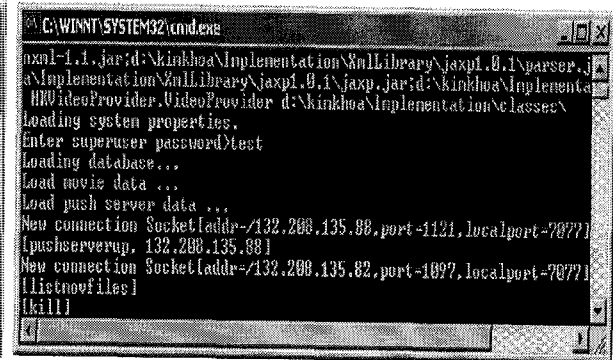 C:\WINNT\SYSTEM32\cmd.exe
nxml-1.1.jar;d:\kinkhoa\Implementation\XmlLibrary\jaxp1.0.1\parser.j
a\Implementation\XmlLibrary\jaxp1.0.1\jaxp.jar;d:\kinkhoa\Implementa
HKVideoProvider.VideoProvider d:\kinkhoa\Implementation\classes\
Loading system properties.
Enter superuser password>test
Loading database...
Load movie data ...
Load push server data ...
New connection Socket[addr=/132.208.135.88,port=1121,localport=7077]
[pushserverup, 132.208.135.88]
New connection Socket[addr=/132.208.135.82,port=1097,localport=7077]
[listmovfiles]
[kill]